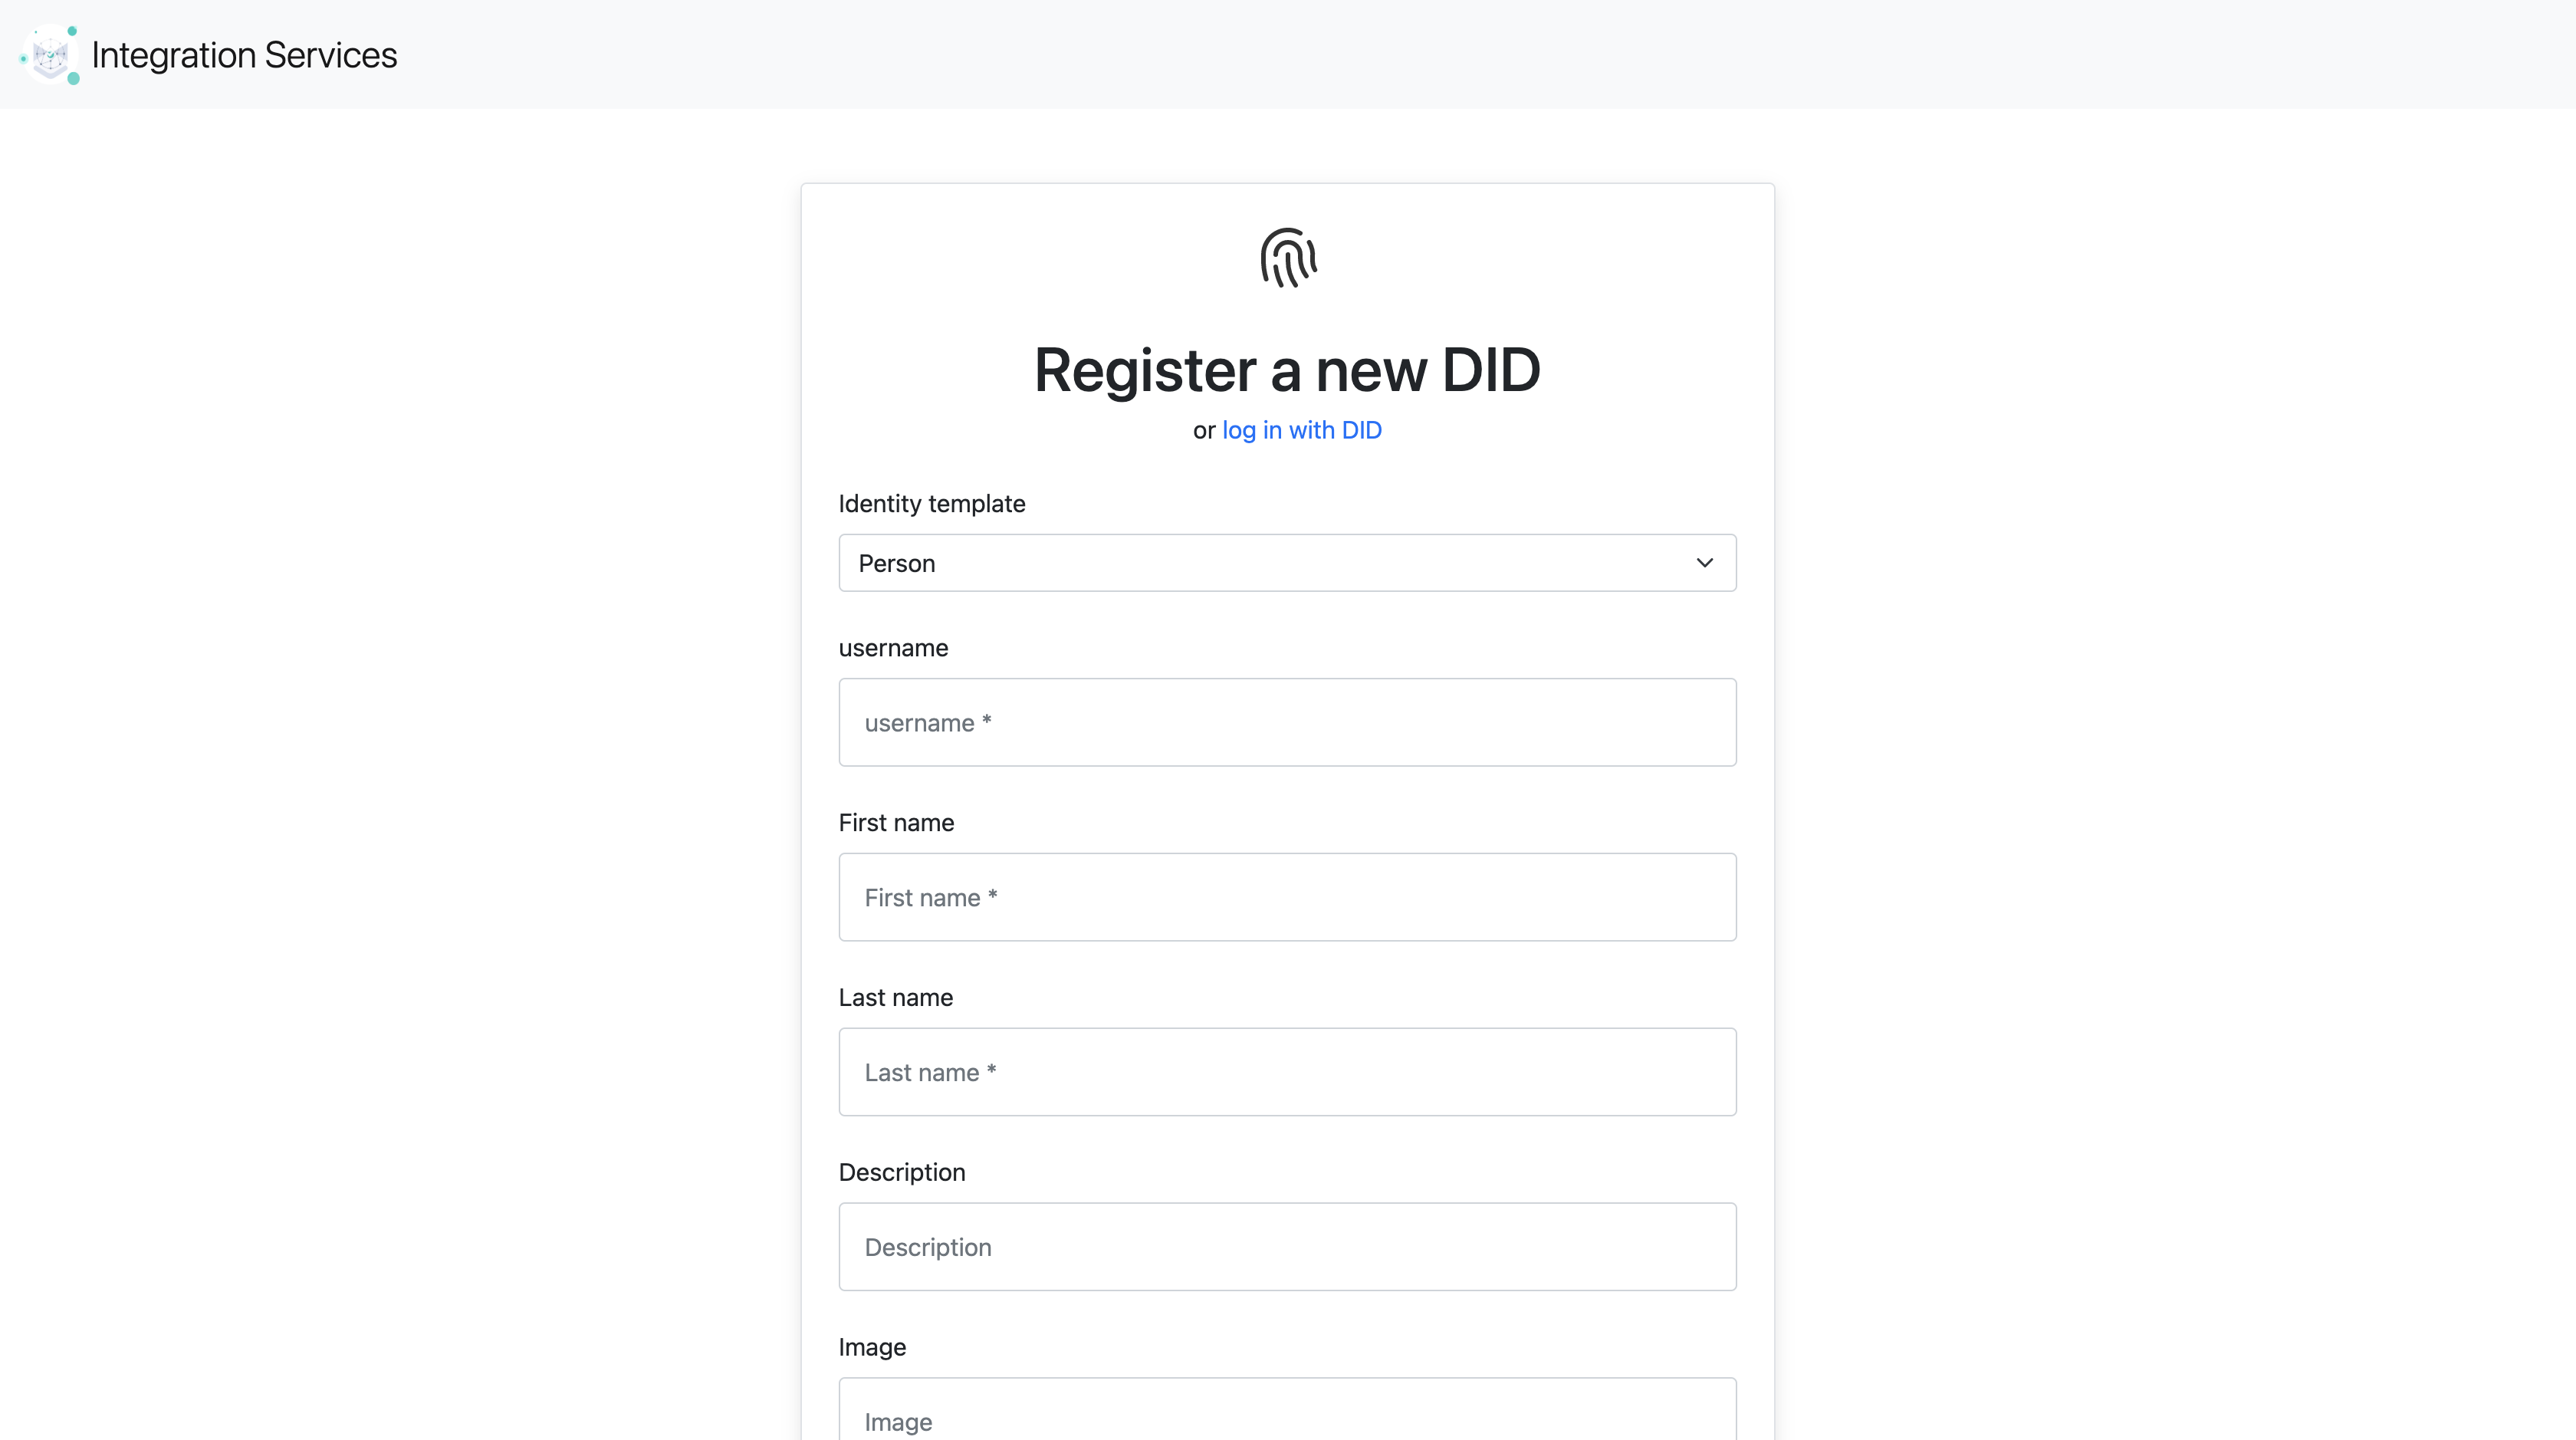 Integration Services
Register a new DID
or log in with DID
Identity template
Person
username
username *
First name
First name *
Last name
Last name *
Description
Description
Image
Image